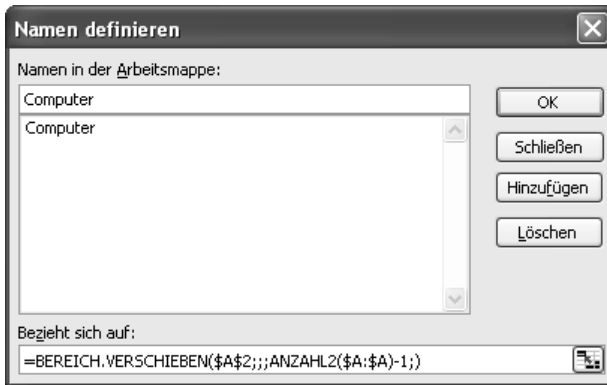 Namen definieren
Namen in der Arbeitsmappe:
Computer
OK
Computer
Schließen
Hinzufügen
Löschen
Bezieht sich auf:
=BEREICH.VERSCHIEBEN($A$2;;;ANZAHL2($A:$A)-1;)